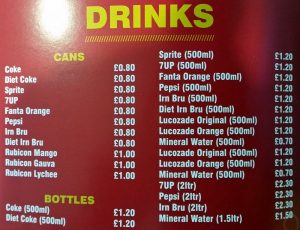 DRINKS
CANS
Coke £0.80
Diet Coke £0.80
Sprite £0.80
7UP £0.80
Fanta Orange £0.80
Pepsi £0.80
Irn Bru £0.80
Diet Irn Bru £0.80
Rubicon Mango £1.00
Rubicon Gauva £1.00
Rubicon Lychee £1.00
BOTTLES
Coke (500ml) £1.20
Diet Coke (500ml) £1.20
Sprite (500ml) £1.20
7UP (500ml) £1.20
Fanta Orange (500ml) £1.20
Pepsi (500ml) £1.20
Irn Bru (500ml) £1.20
Diet Irn Bru (500ml) £1.20
Lucozade Original (500ml) £1.20
Lucozade Orange (500ml) £1.20
Mineral Water (500ml) £0.70
Lucozade Original (500ml) £1.20
Lucozade Orange (500ml) £1.20
Mineral Water (500ml) £0.70
7UP (2ltr) £2.30
Pepsi (2ltr) £2.30
Irn Bru (2ltr) £2.30
Mineral Water (1.5ltr) £1.50